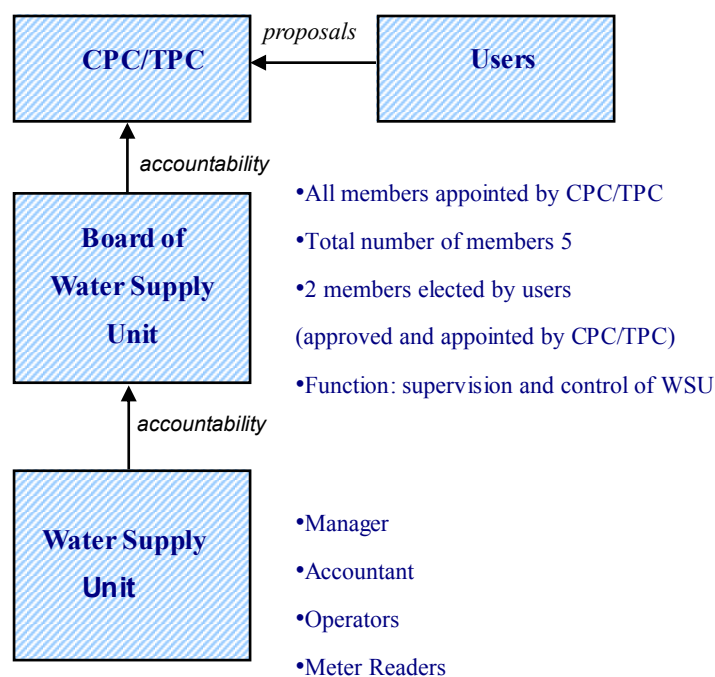 CPC/TPC
proposals
Users
accountability
Board of
Water Supply
Unit
•All members appointed by CPC/TPC
•Total number of members 5
•2 members elected by users
(approved and appointed by CPC/TPC)
•Function: supervision and control of WSU
accountability
Water Supply
Unit
•Manager
•Accountant
•Operators
•Meter Readers